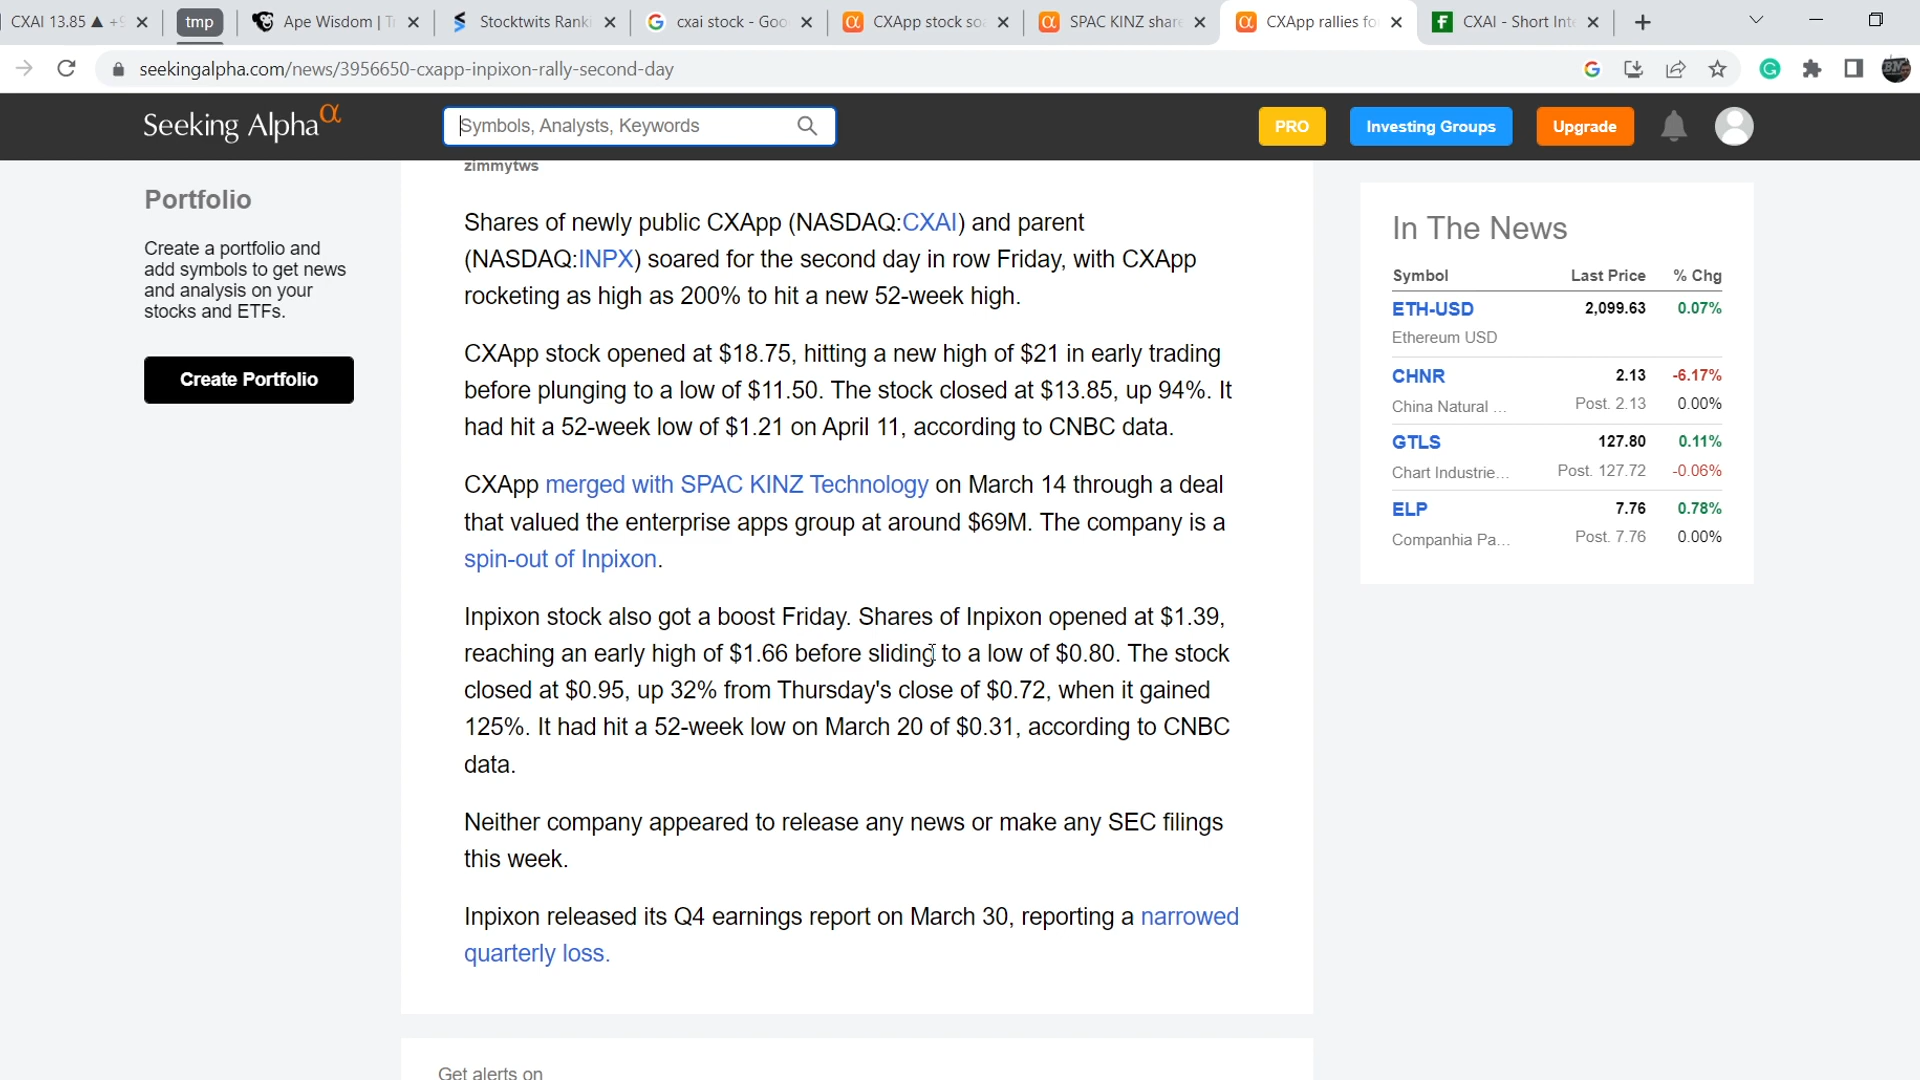 CXAI 13.85 ▲ +9
tmp
Ape Wisdom | T
Stocktwits Rank
cxai stock - Goo
CXApp stock so
SPAC KINZ share
CXApp rallies fo
CXAI - Short Int
seekingalpha.com/news/3956650-cxapp-inpixon-rally-second-day
Seeking Alpha α
Symbols, Analysts, Keywords
PRO
Investing Groups
Upgrade
Portfolio
Create a portfolio and
add symbols to get news
and analysis on your
stocks and ETFs.
Create Portfolio
zimmytws
Shares of newly public CXApp (NASDAQ:CXAI) and parent
(NASDAQ:INPX) soared for the second day in row Friday, with CXApp
rocketing as high as 200% to hit a new 52-week high.
CXApp stock opened at $18.75, hitting a new high of $21 in early trading
before plunging to a low of $11.50. The stock closed at $13.85, up 94%. It
had hit a 52-week low of $1.21 on April 11, according to CNBC data.
CXApp merged with SPAC KINZ Technology on March 14 through a deal
that valued the enterprise apps group at around $69M. The company is a
spin-out of Inpixon.
Inpixon stock also got a boost Friday. Shares of Inpixon opened at $1.39,
reaching an early high of $1.66 before sliding to a low of $0.80. The stock
closed at $0.95, up 32% from Thursday's close of $0.72, when it gained
125%. It had hit a 52-week low on March 20 of $0.31, according to CNBC
data.
Neither company appeared to release any news or make any SEC filings
this week.
Inpixon released its Q4 earnings report on March 30, reporting a narrowed
quarterly loss.
Get alerts on
In The News
Symbol Last Price % Chg
ETH-USD 2,099.63 0.07%
Ethereum USD
CHNR 2.13 -6.17%
China Natural ... Post. 2.13 0.00%
GTLS 127.80 0.11%
Chart Industrie... Post. 127.72 -0.06%
ELP 7.76 0.78%
Companhia Pa... Post. 7.76 0.00%